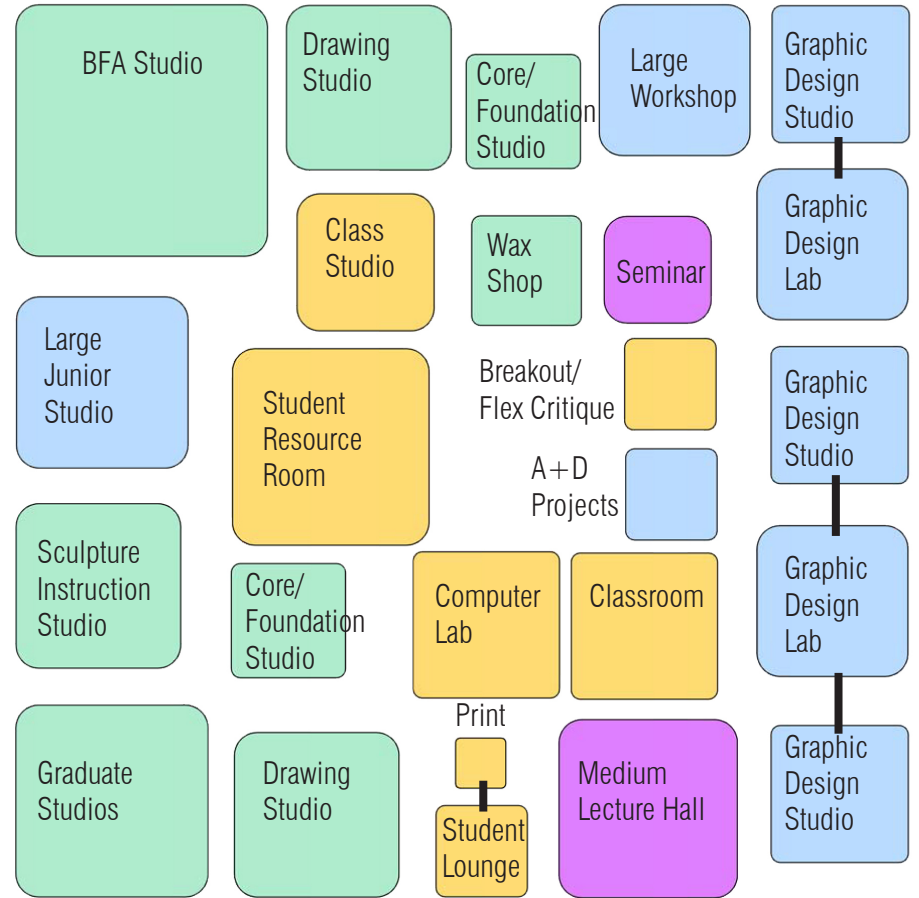 BFA Studio
Drawing
Studio
Core/
Foundation
Studio
Large
Workshop
Graphic
Design
Studio
Class
Studio
Wax
Shop
Seminar
Graphic
Design
Lab
Large
Junior
Studio
Student
Resource
Room
Breakout/
Flex Critique
A+D
Projects
Graphic
Design
Studio
Sculpture
Instruction
Studio
Core/
Foundation
Studio
Computer
Lab
Classroom
Graphic
Design
Lab
Graduate
Studios
Drawing
Studio
Print
Student
Lounge
Medium
Lecture Hall
Graphic
Design
Studio